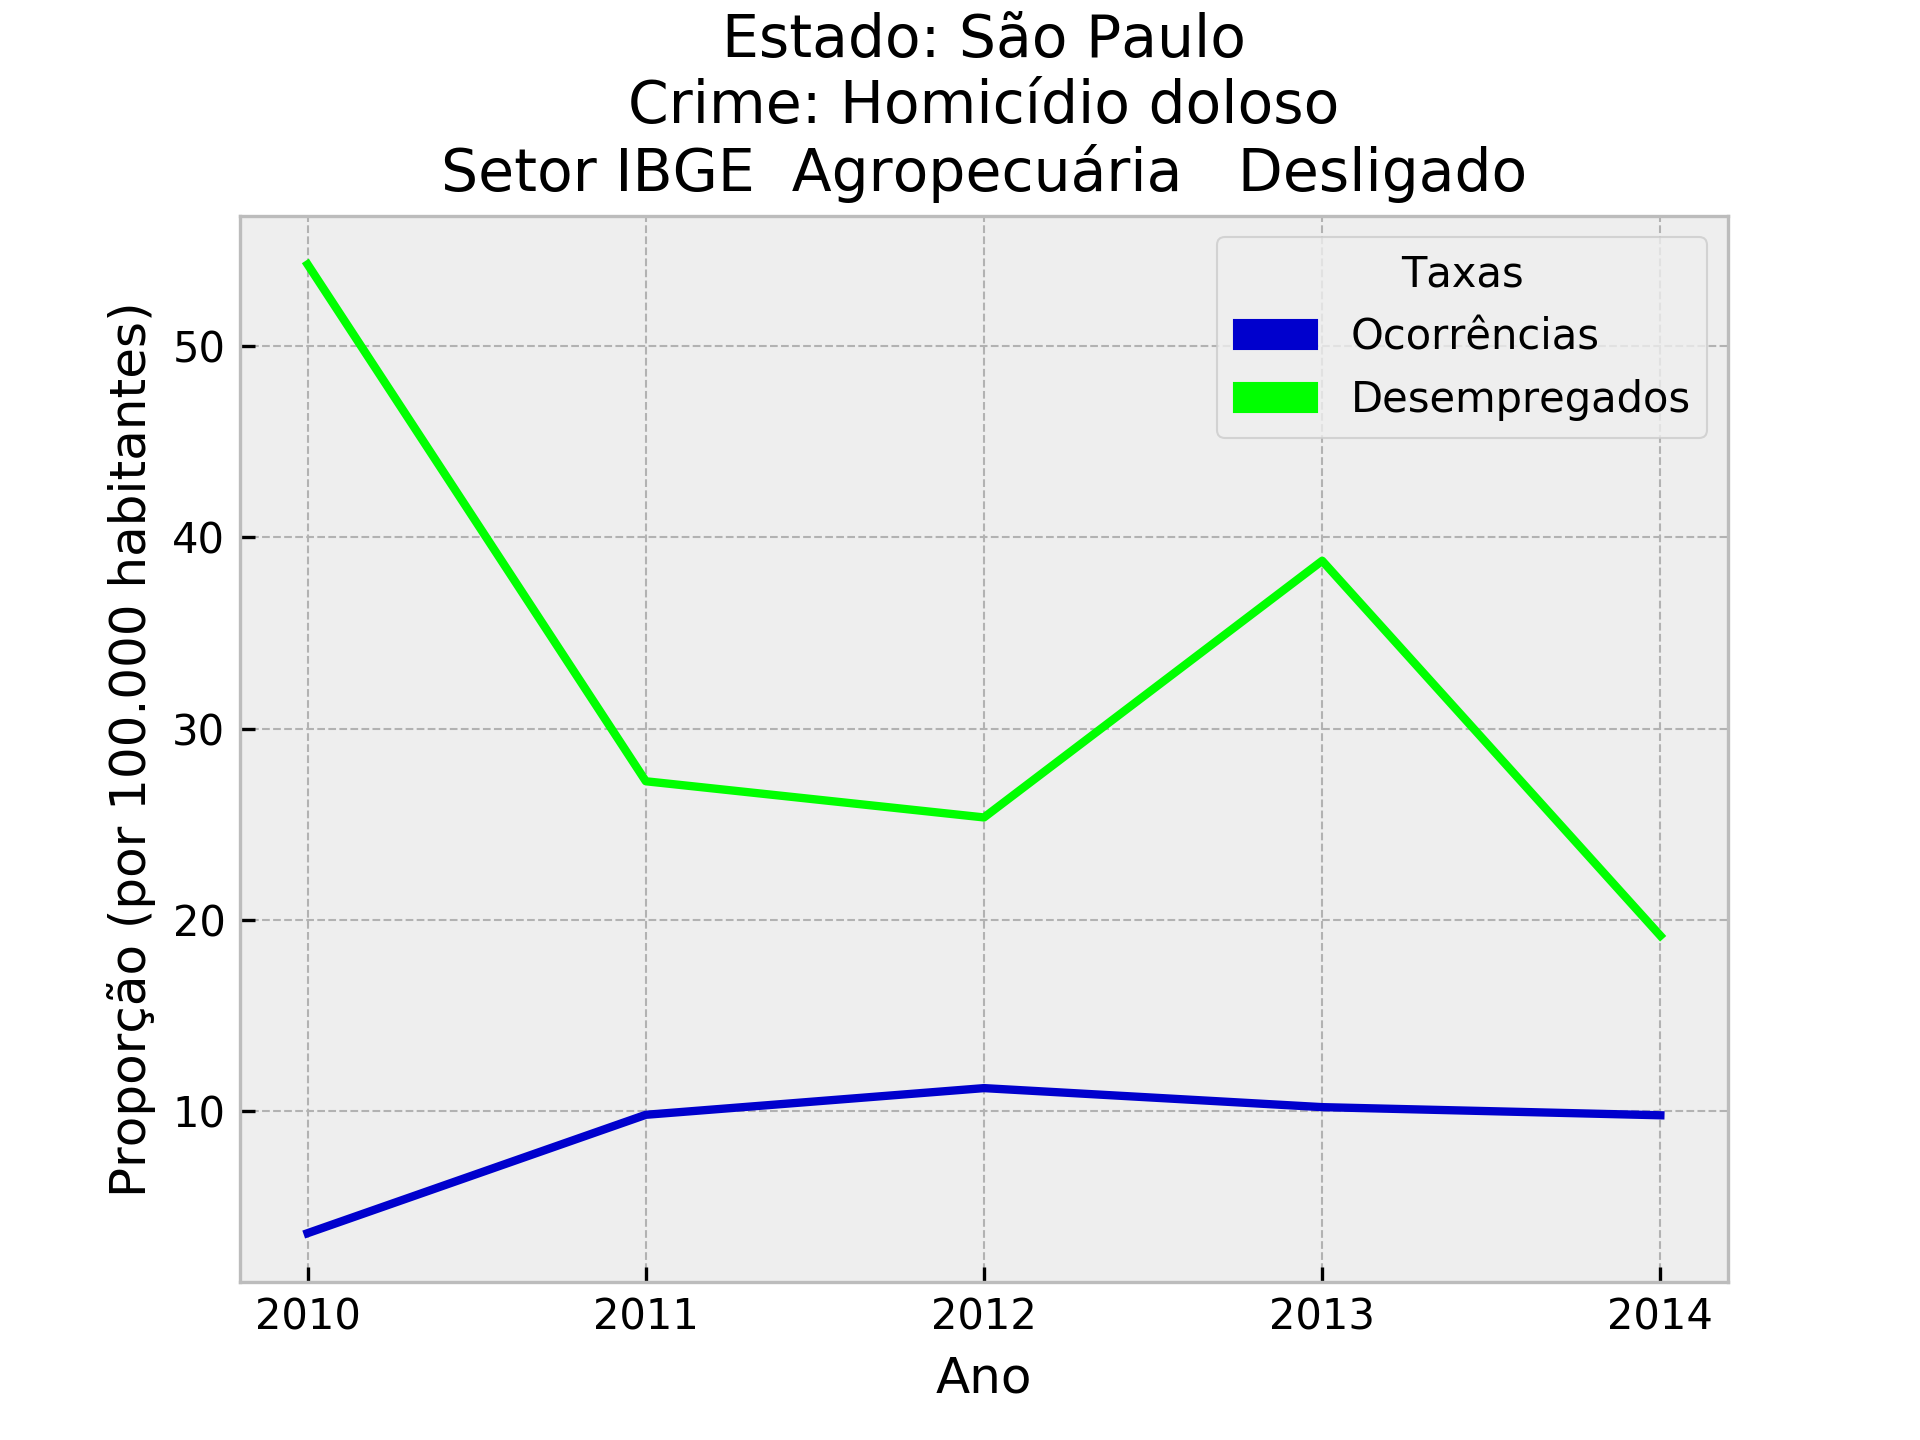 Estado: São Paulo
Crime: Homicídio doloso
Setor IBGE  Agropecuária   Desligado
Taxas
Ocorrências
Desempregados
Proporção (por 100.000 habitantes)
50
40
30
20
10
2010 2011 2012 2013 2014
Ano